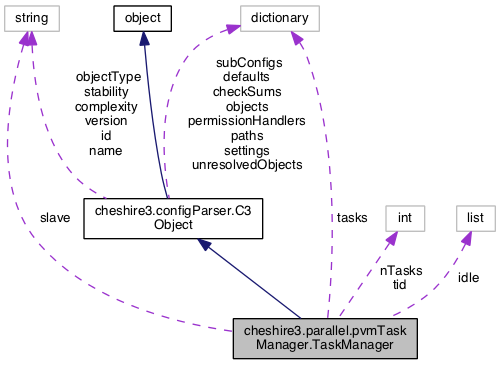 string
object
dictionary
objectType
stability
complexity
version
id
name
subConfigs
defaults
checkSums
objects
permissionHandlers
paths
settings
unresolvedObjects
cheshire3.configParser.C3
Object
slave
tasks
int
list
nTasks
tid
idle
cheshire3.parallel.pvmTask
Manager.TaskManager